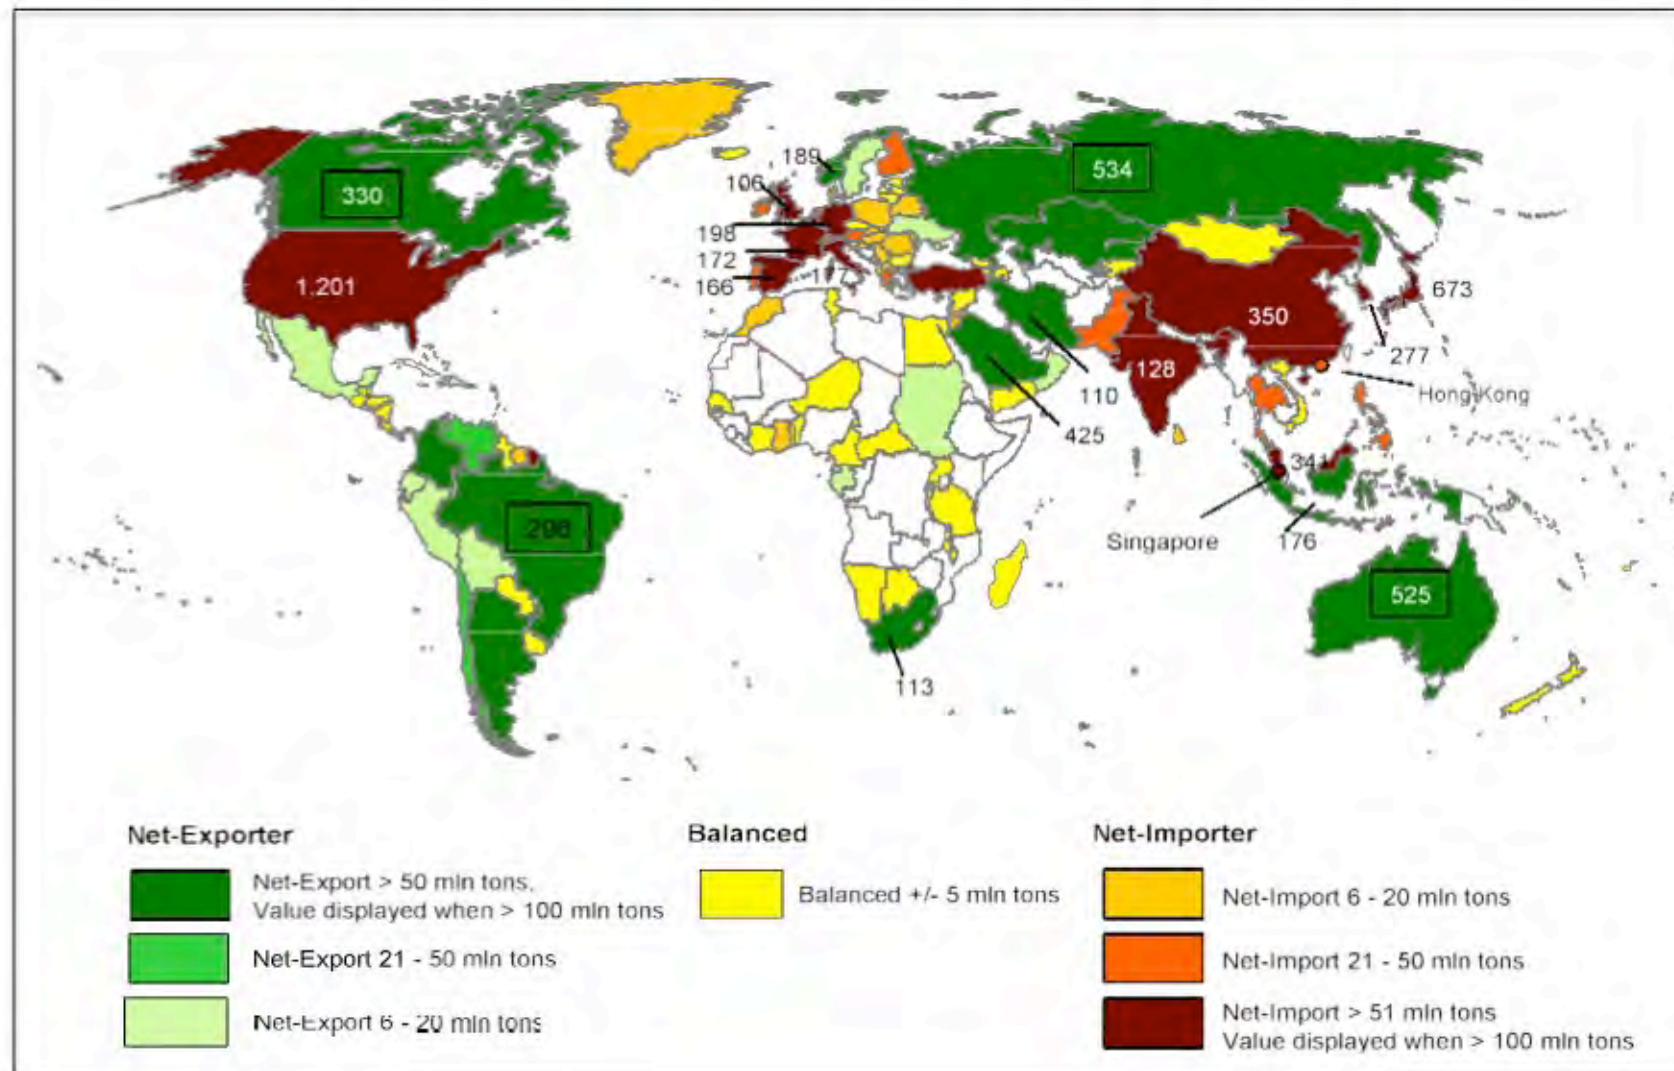 189
534
106
330
198
172
177
166
1.201
673
350
277
128
110
Hong Kong
425
341
298
Singapore
176
525
113
Net-Exporter
Balanced
Net-Importer
Net-Export > 50 mln tons,
Value displayed when > 100 mln tons
Balanced +/- 5 mln tons
Net-Import 6 - 20 mln tons
Net-Export 21 - 50 mln tons
Net-Import 21 - 50 mln tons
Net-Export 6 - 20 mln tons
Net-Import > 51 mln tons
Value displayed when > 100 mln tons